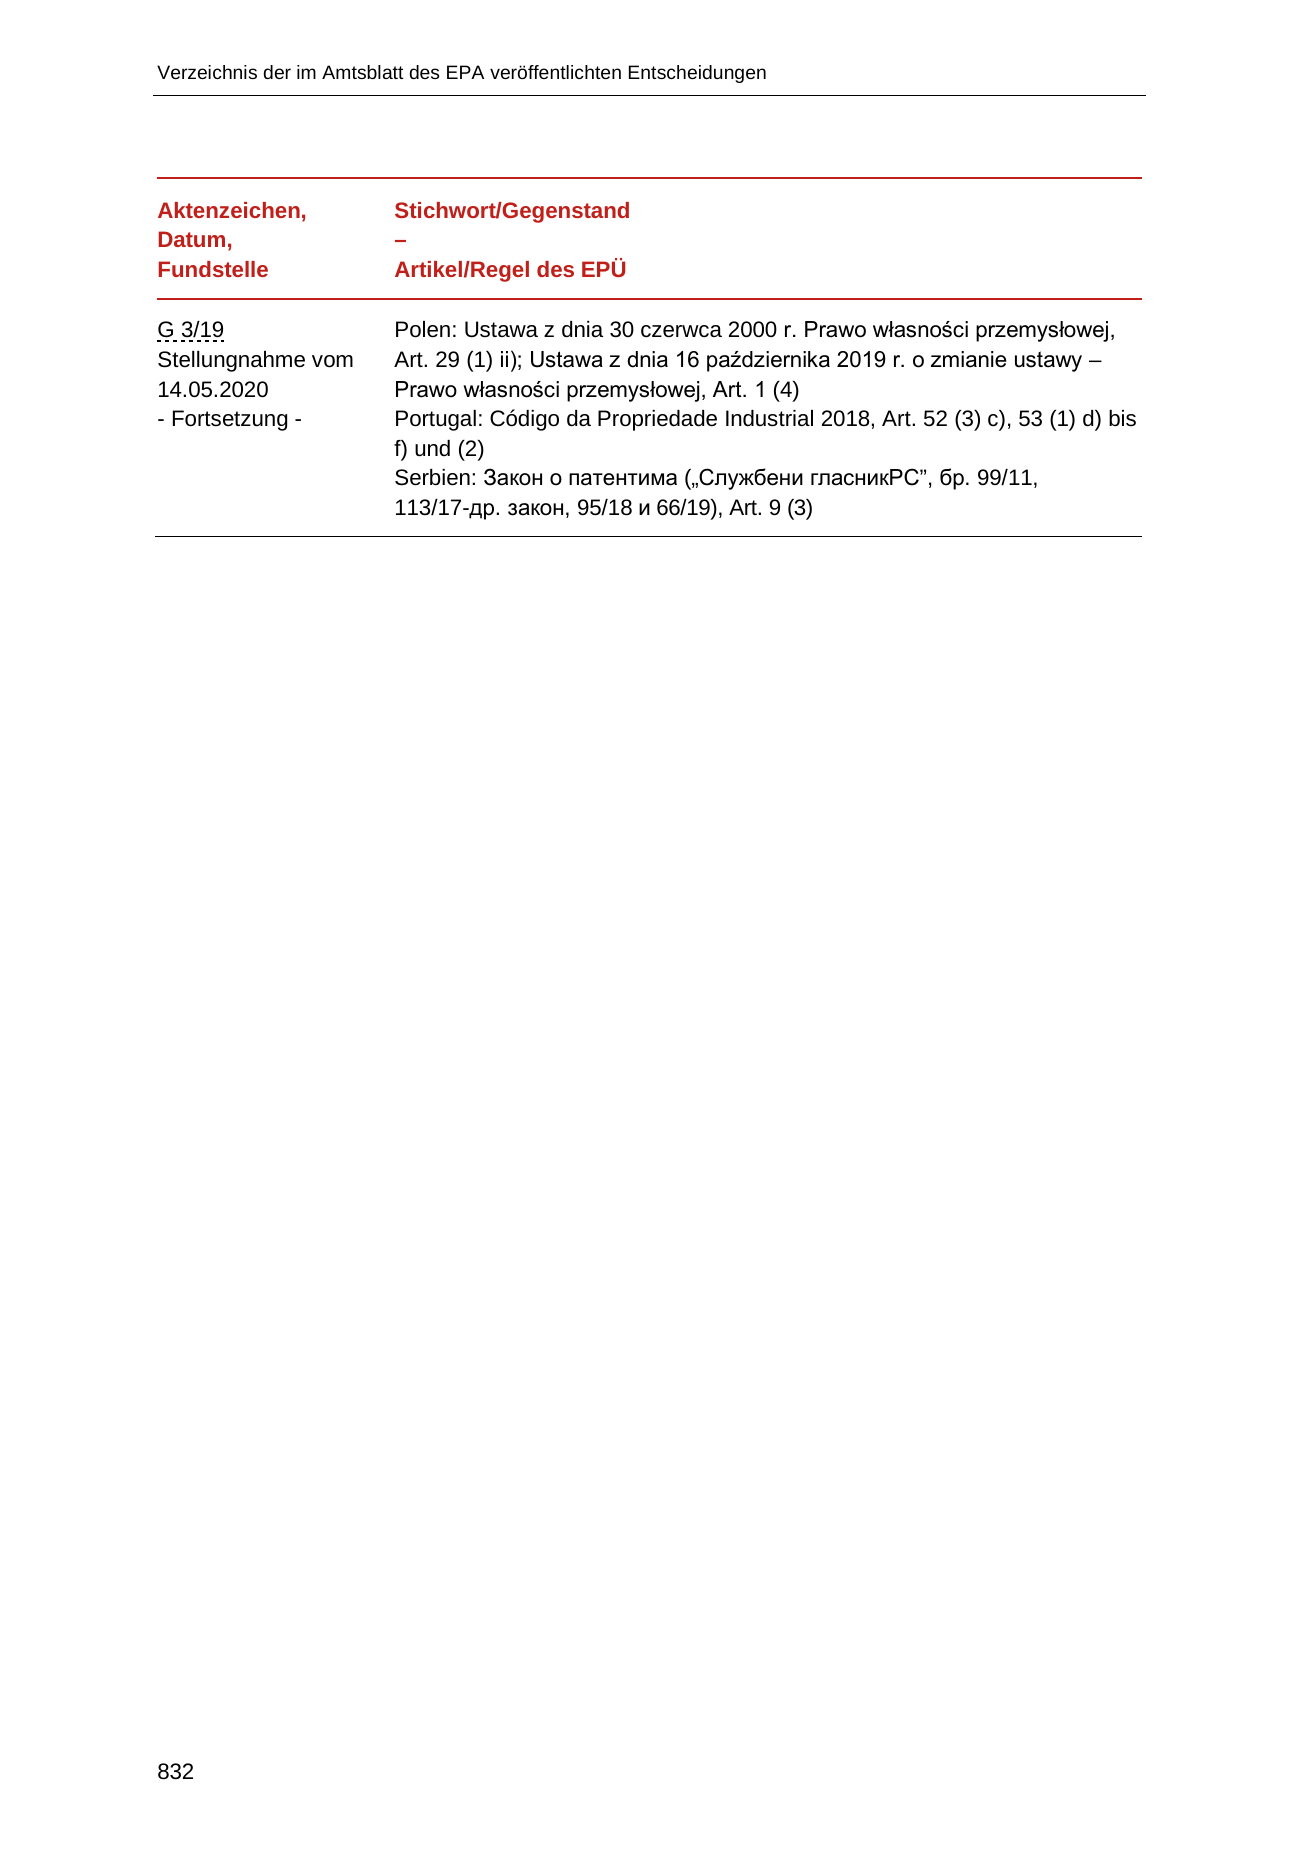 Verzeichnis der im Amtsblatt des EPA veröffentlichten Entscheidungen
Aktenzeichen,
Datum,
Fundstelle
Stichwort/Gegenstand
–
Artikel/Regel des EPÜ
G 3/19
Stellungnahme vom
14.05.2020
- Fortsetzung -
Polen: Ustawa z dnia 30 czerwca 2000 r. Prawo własności przemysłowej,
Art. 29 (1) ii); Ustawa z dnia 16 października 2019 r. o zmianie ustawy –
Prawo własności przemysłowej, Art. 1 (4)
Portugal: Código da Propriedade Industrial 2018, Art. 52 (3) c), 53 (1) d) bis
f) und (2)
Serbien: Закон о патентима („Службени гласникРС”, бр. 99/11,
113/17-др. закон, 95/18 и 66/19), Art. 9 (3)
832